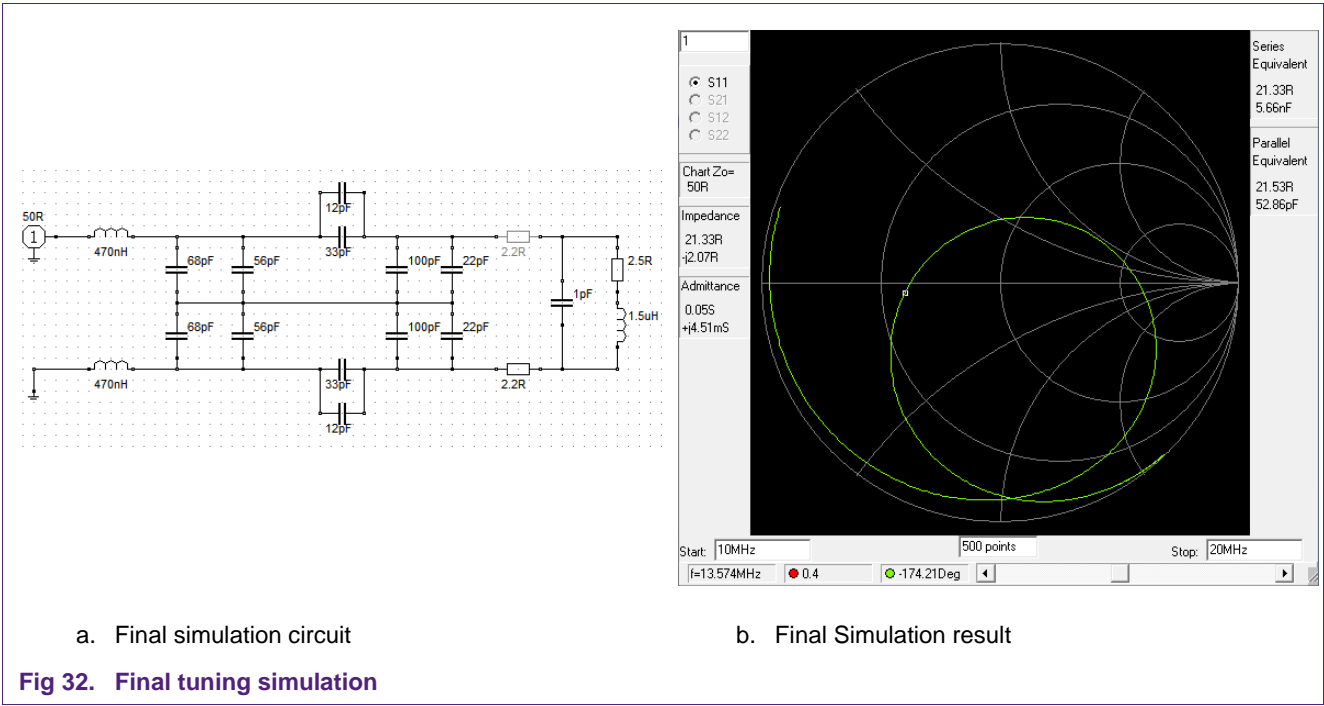 50R
1
470nH
68pF
56pF
12pF
33pF
100pF
22pF
2.2R
1pF
2.5R
1.5uH
68pF
56pF
100pF
22pF
470nH
33pF
2.2R
12pF
1
S11
S21
S12
S22
Chart Zo=
50R
Impedance
21.33R
-j2.07R
Admittance
0.05S
+j4.51mS
Series
Equivalent
21.33R
5.66nF
Parallel
Equivalent
21.53R
52.86pF
Start: 10MHz 500 points Stop: 20MHz
f=13.574MHz 0.4 -174.21Deg
a. Final simulation circuit
b. Final Simulation result
Fig 32. Final tuning simulation